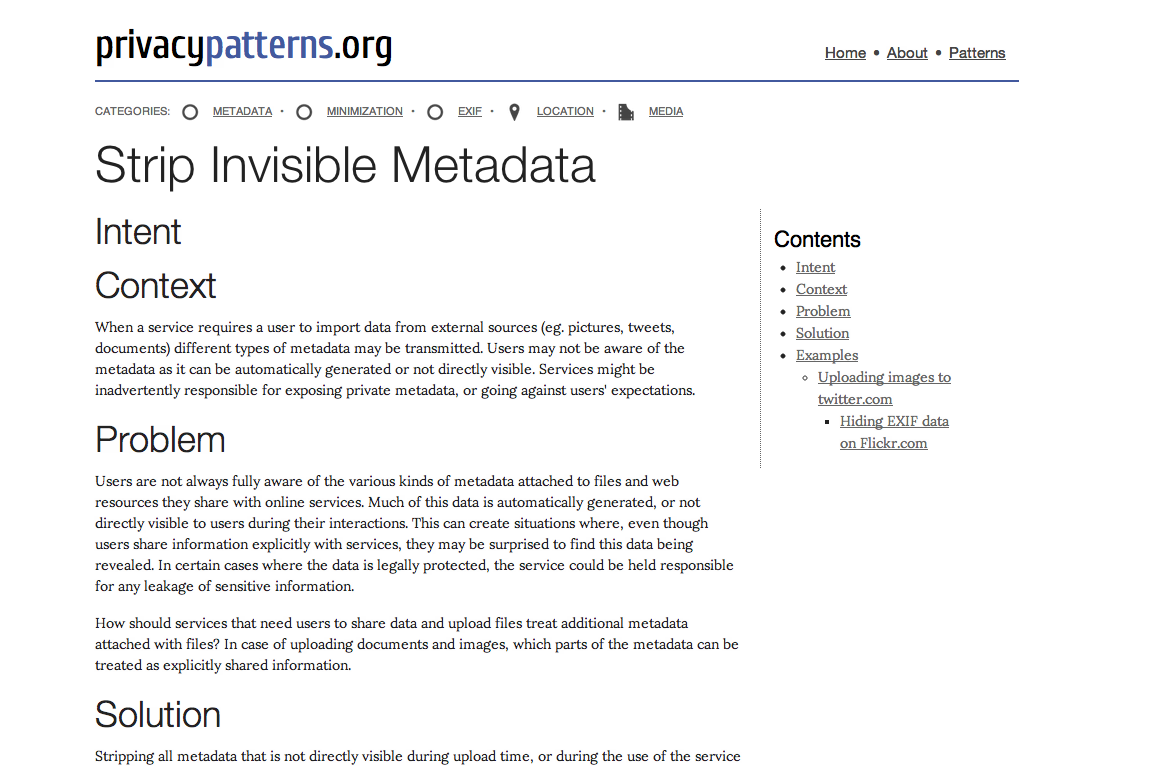 privacypatterns.org
Home • About • Patterns
CATEGORIES: METADATA · MINIMIZATION · EXIF · LOCATION · MEDIA
Strip Invisible Metadata
Intent
Context
When a service requires a user to import data from external sources (eg. pictures, tweets,
documents) different types of metadata may be transmitted. Users may not be aware of the
metadata as it can be automatically generated or not directly visible. Services might be
inadvertently responsible for exposing private metadata, or going against users' expectations.
Problem
Users are not always fully aware of the various kinds of metadata attached to files and web
resources they share with online services. Much of this data is automatically generated, or not
directly visible to users during their interactions. This can create situations where, even though
users share information explicitly with services, they may be surprised to find this data being
revealed. In certain cases where the data is legally protected, the service could be held responsible
for any leakage of sensitive information.
How should services that need users to share data and upload files treat additional metadata
attached with files? In case of uploading documents and images, which parts of the metadata can be
treated as explicitly shared information.
Solution
Stripping all metadata that is not directly visible during upload time, or during the use of the service
Contents
Intent
Context
Problem
Solution
Examples
Uploading images to
twitter.com
Hiding EXIF data
on Flickr.com